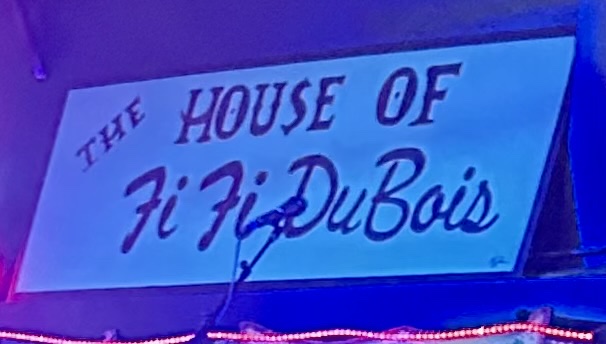 THE HOUSE OF
Fi Fi DuBois